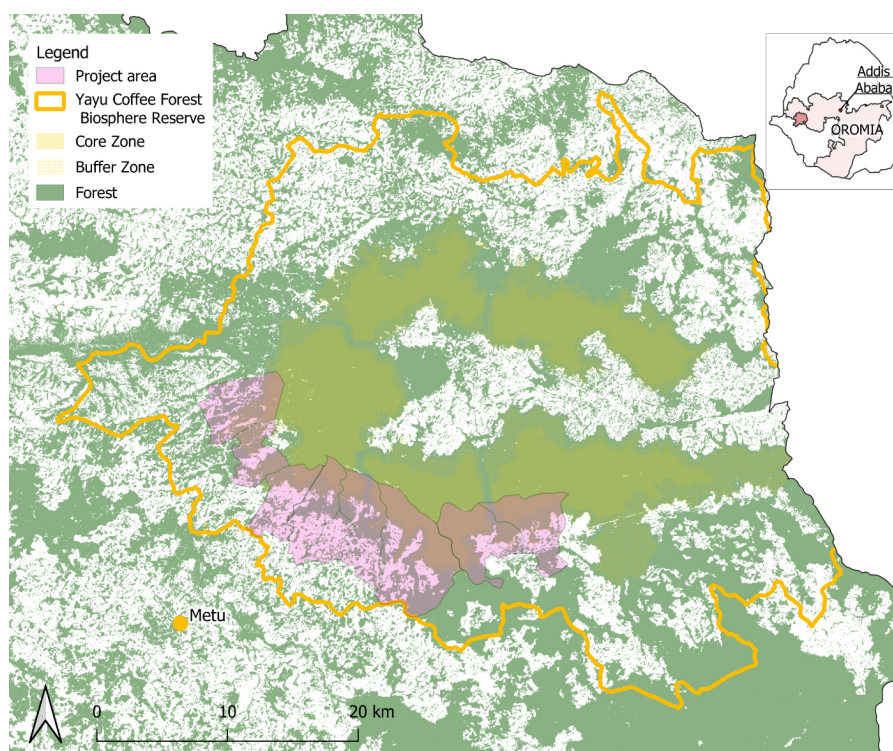 Legend
Project area
Yayu Coffee Forest
Biosphere Reserve
Core Zone
Buffer Zone
Forest
Addis
Ababa
OROMIA
Metu
0
10
20 km